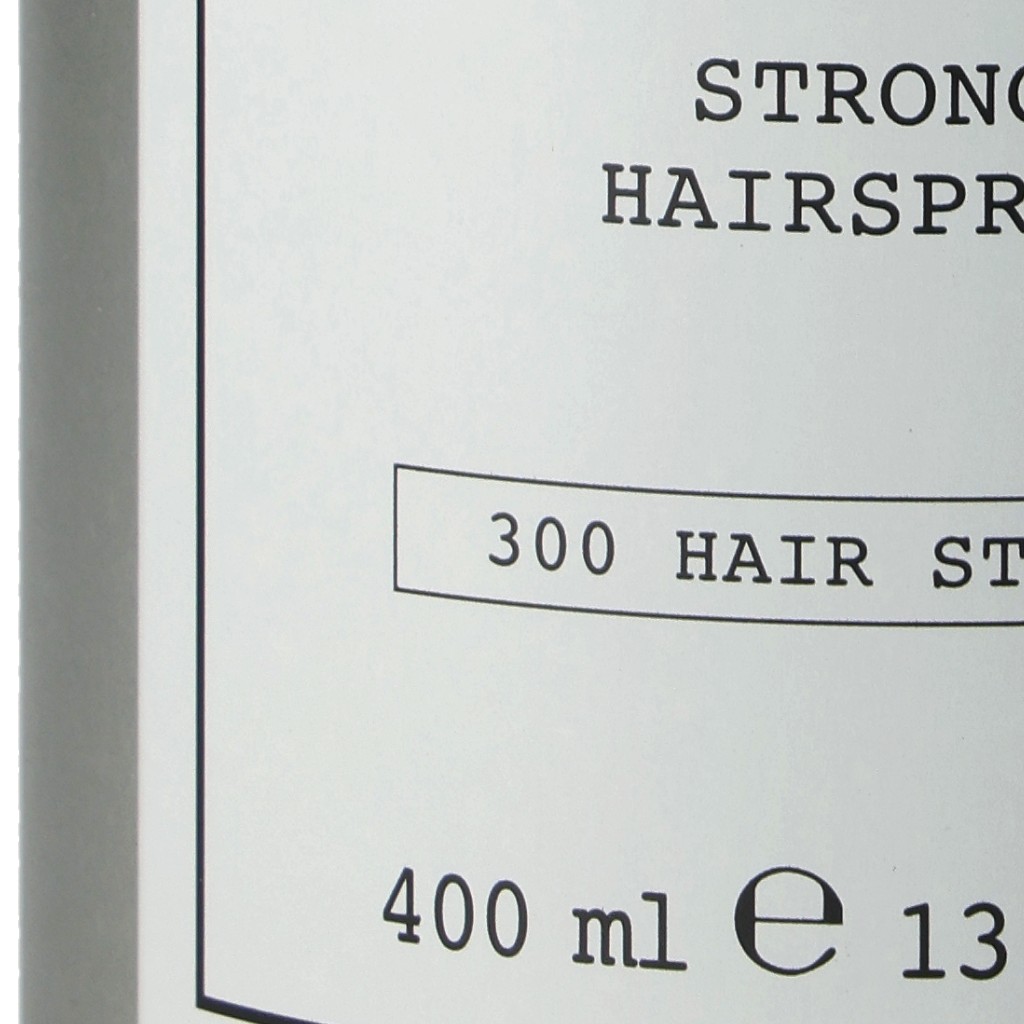 STRONG
HAIRSPR
300 HAIR ST
400 ml ℮ 13